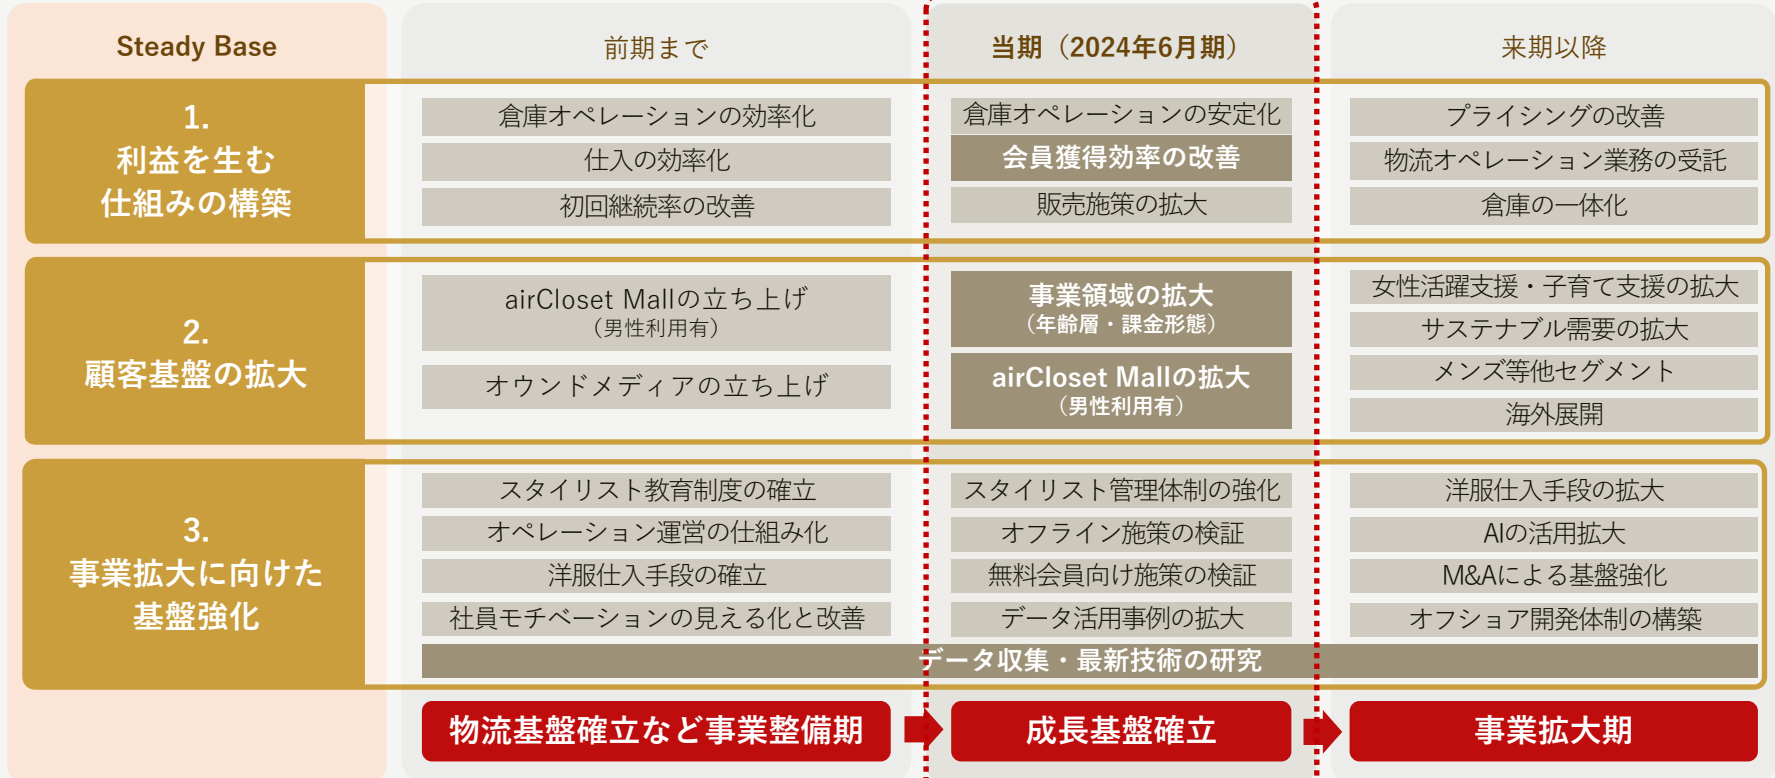 Steady Base
前期まで
当期（2024年6月期）
来期以降
1.
利益を生む
仕組みの構築
倉庫オペレーションの効率化
仕入の効率化
初回継続率の改善
倉庫オペレーションの安定化
会員獲得効率の改善
販売施策の拡大
プライシングの改善
物流オペレーション業務の受託
倉庫の一体化
2.
顧客基盤の拡大
airCloset Mallの立ち上げ
（男性利用有）
オウンドメディアの立ち上げ
事業領域の拡大
（年齢層・課金形態）
airCloset Mallの拡大
（男性利用有）
女性活躍支援・子育て支援の拡大
サステナブル需要の拡大
メンズ等他セグメント
海外展開
3.
事業拡大に向けた
基盤強化
スタイリスト教育制度の確立
オペレーション運営の仕組み化
洋服仕入手段の確立
社員モチベーションの見える化と改善
スタイリスト管理体制の強化
オフライン施策の検証
無料会員向け施策の検証
データ活用事例の拡大
洋服仕入手段の拡大
AIの活用拡大
M&Aによる基盤強化
オフショア開発体制の構築
データ収集・最新技術の研究
物流基盤確立など事業整備期
成長基盤確立
事業拡大期